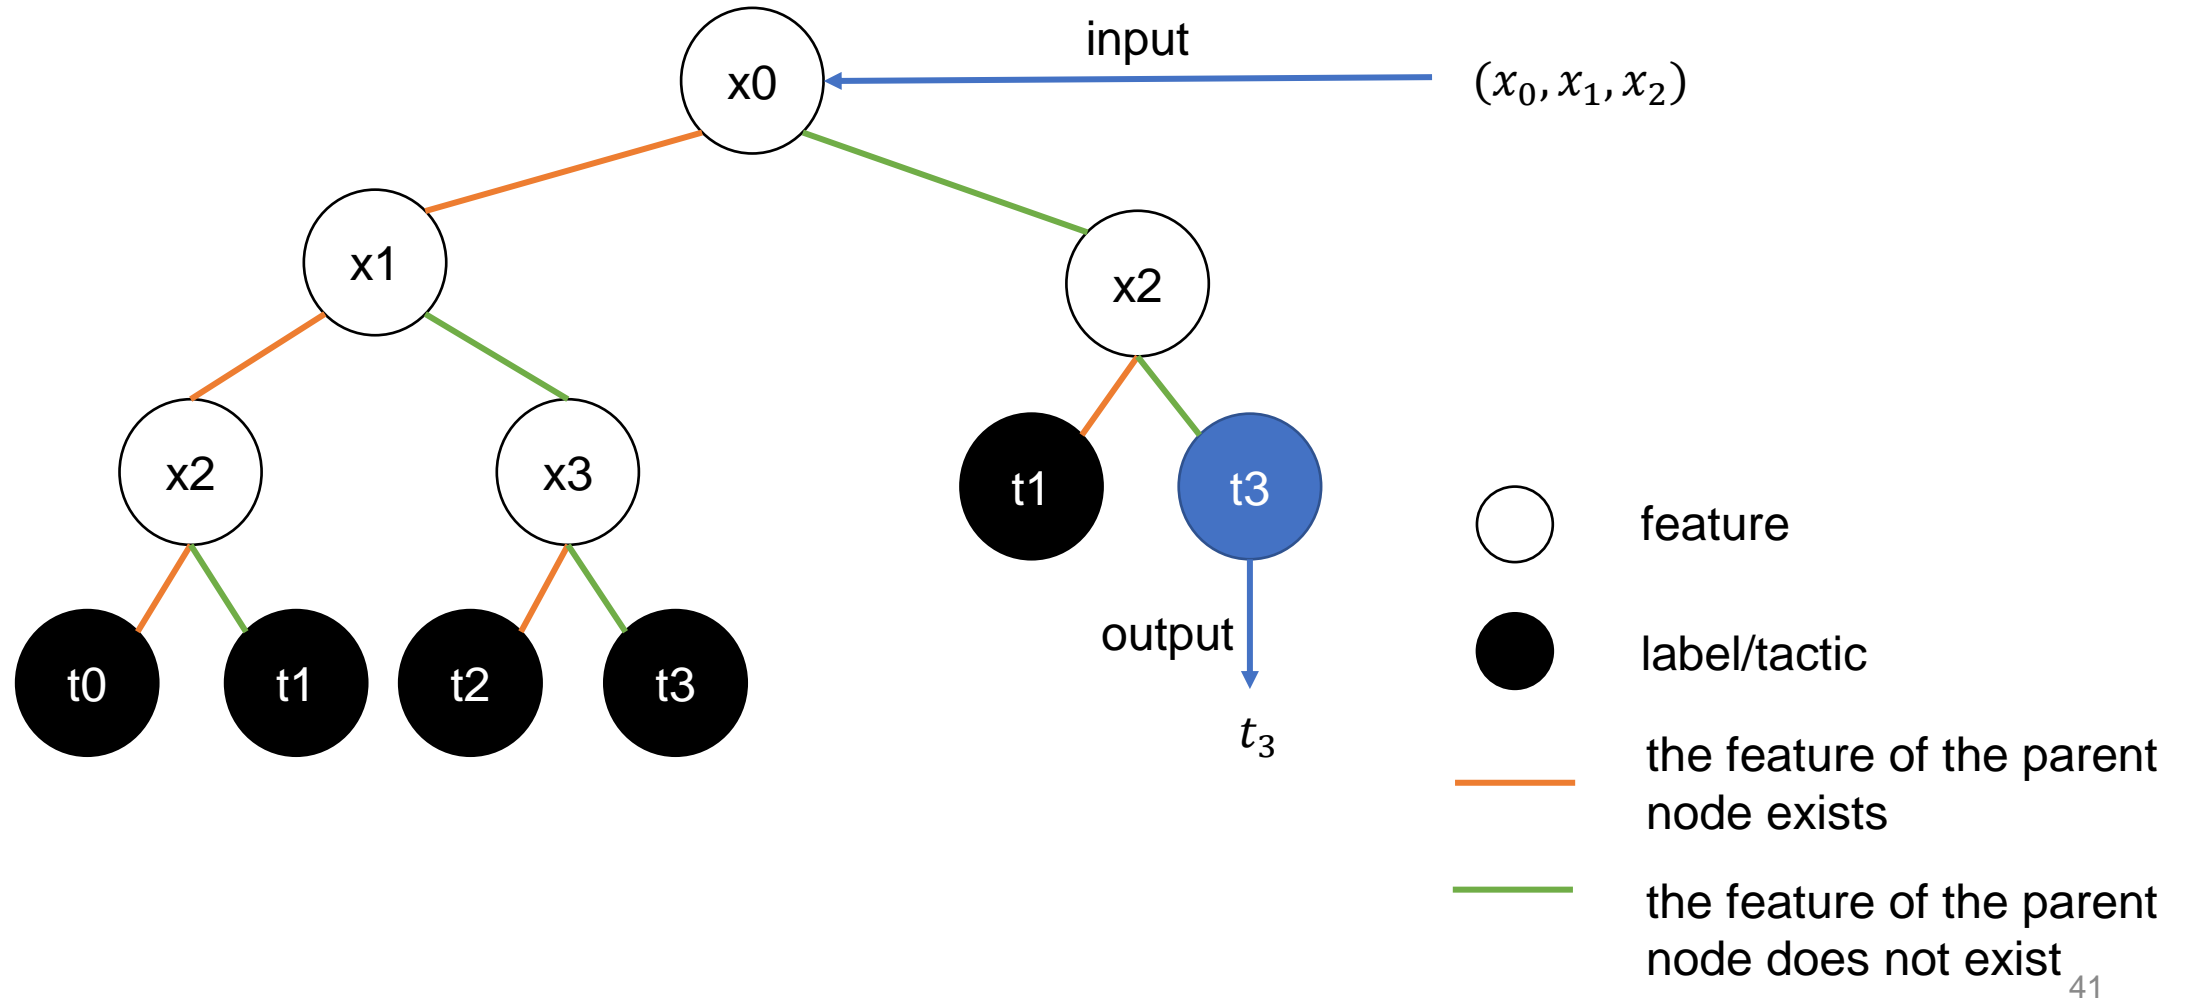 input
x0
(x₀, x₁, x₂)
x1
x2
x2
x3
t1
t3
feature
output
label/tactic
t0
t1
t2
t3
t₃
the feature of the parent
node exists
the feature of the parent
node does not exist
41